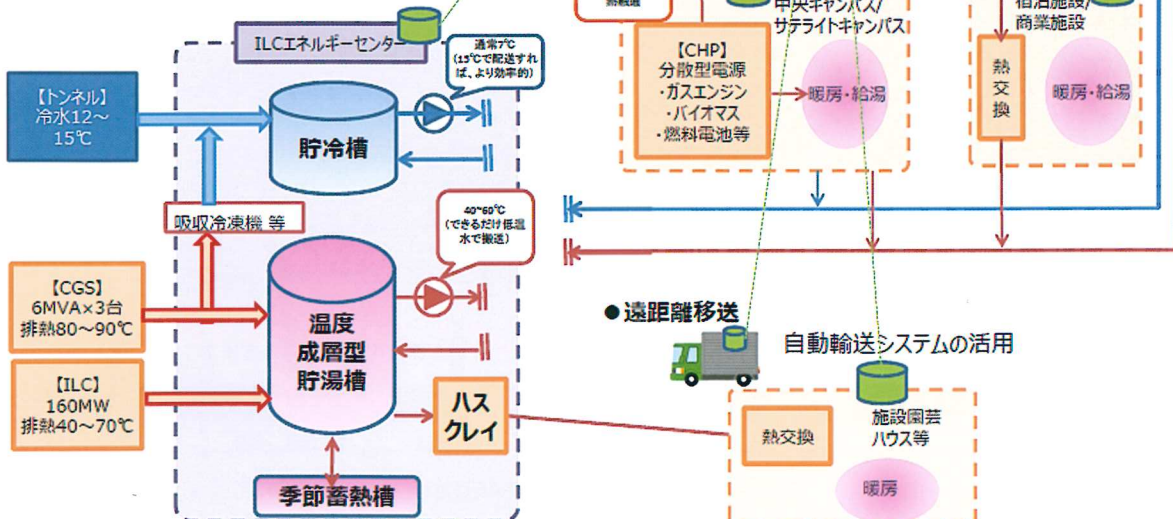 ILCエネルギーセンター
通常7℃
(15℃で配送すれ
ば、より効率的)
【トンネル】
冷水12～
15℃
貯冷槽
吸収冷凍機 等
40~60℃
(できるだけ低温
水で搬送)
【CGS】
6MVA×3台
排熱80～90℃
温度
成層型
貯湯槽
【ILC】
160MW
排熱40～70℃
ハス
クレイ
季節蓄熱槽
中央キャンパス/
サテライトキャンパス
【CHP】
分散型電源
・ガスエンジン
・バイオマス
・燃料電池等
暖房・給湯
宿泊施設/
商業施設
熱
交
換
暖房・給湯
●遠距離移送
自動輸送システムの活用
熱交換
施設園芸
ハウス等
暖房